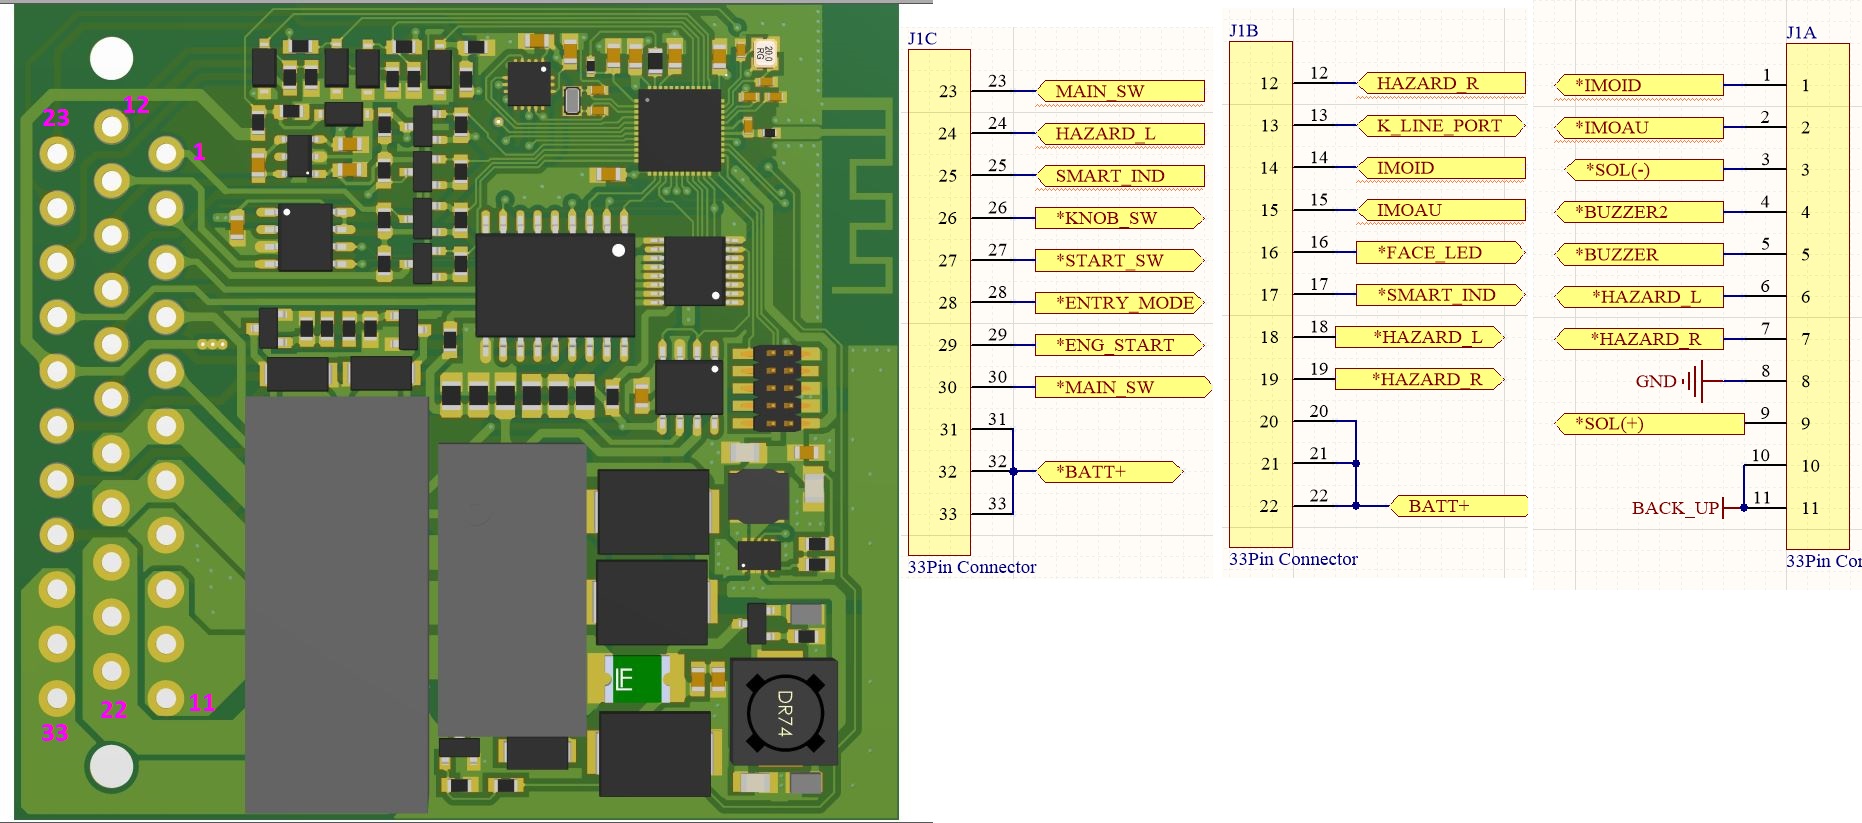 23
12
1
33
22
11
20.0
RG
LF
DR74
J1C
23 23 MAIN_SW
24 24 HAZARD_L
25 25 SMART_IND
26 26 *KNOB_SW
27 27 *START_SW
28 28 *ENTRY_MODE
29 29 *ENG_START
30 30 *MAIN_SW
31 31
32 32 *BATT+
33 33
33Pin Connector
J1B
12 12 HAZARD_R
13 13 K_LINE_PORT
14 14 IMOID
15 15 IMOAU
16 16 *FACE_LED
17 17 *SMART_IND
18 18 *HAZARD_L
19 19 *HAZARD_R
20 20
21 21
22 22 BATT+
33Pin Connector
J1A
*IMOID 1 1
*IMOAU 2 2
*SOL(-) 3 3
*BUZZER2 4 4
*BUZZER 5 5
*HAZARD_L 6 6
*HAZARD_R 7 7
GND 8 8
*SOL(+) 9 9
10 10
BACK_UP 11 11
33Pin Cor